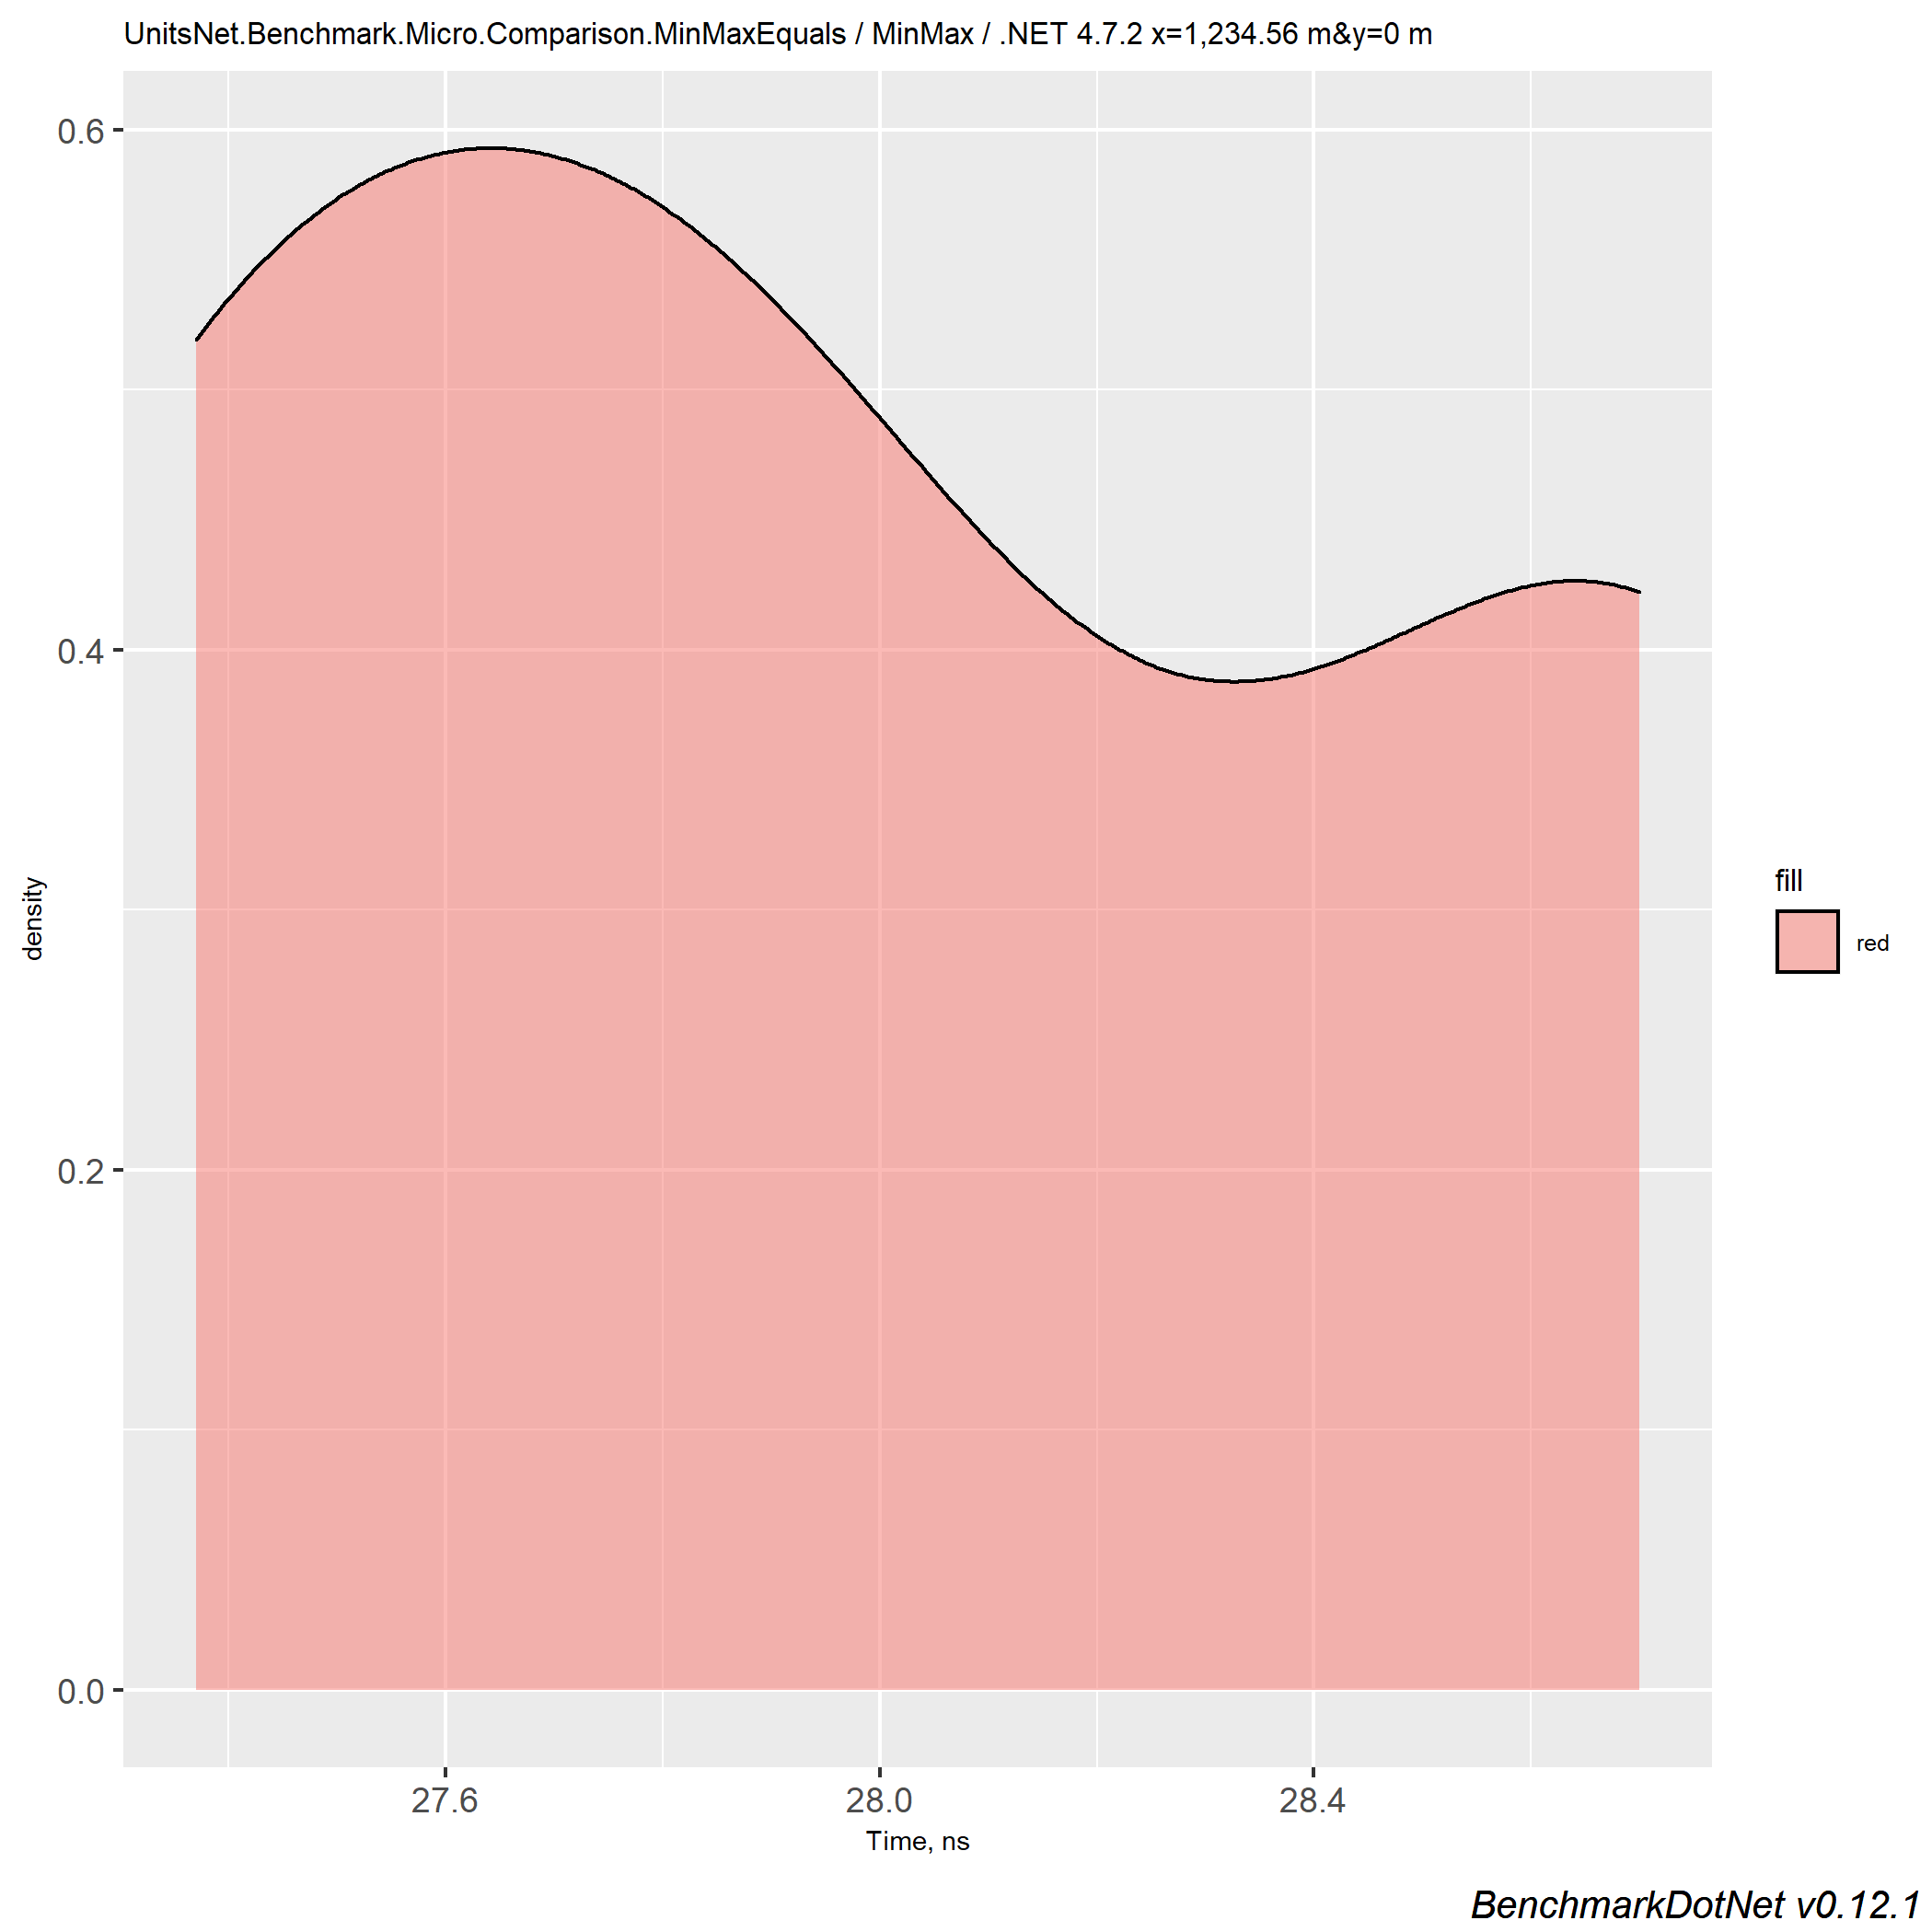 UnitsNet.Benchmark.Micro.Comparison.MinMaxEquals / MinMax / .NET 4.7.2 x=1,234.56 m&y=0 m
0.6
0.4
0.2
0.0
density
27.6 28.0 28.4
Time, ns
fill
red
BenchmarkDotNet v0.12.1